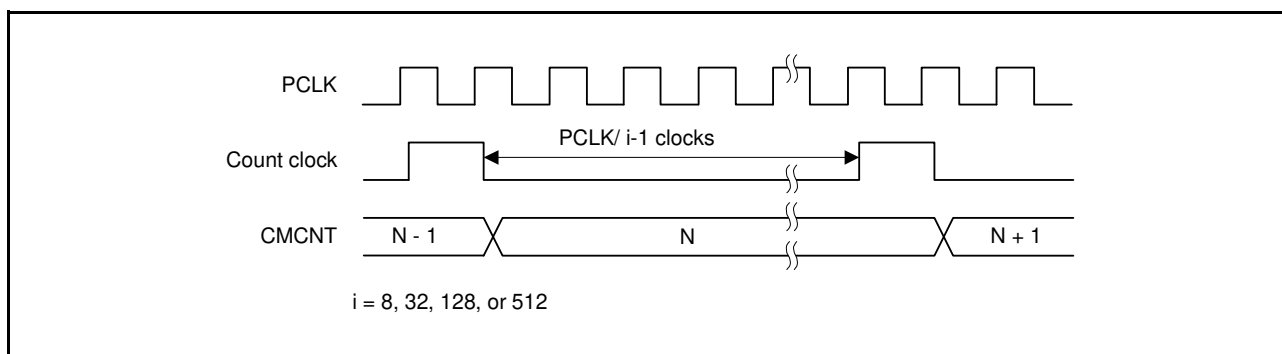 PCLK
PCLK/ i-1 clocks
Count clock
CMCNT
N - 1
N
N + 1
i = 8, 32, 128, or 512